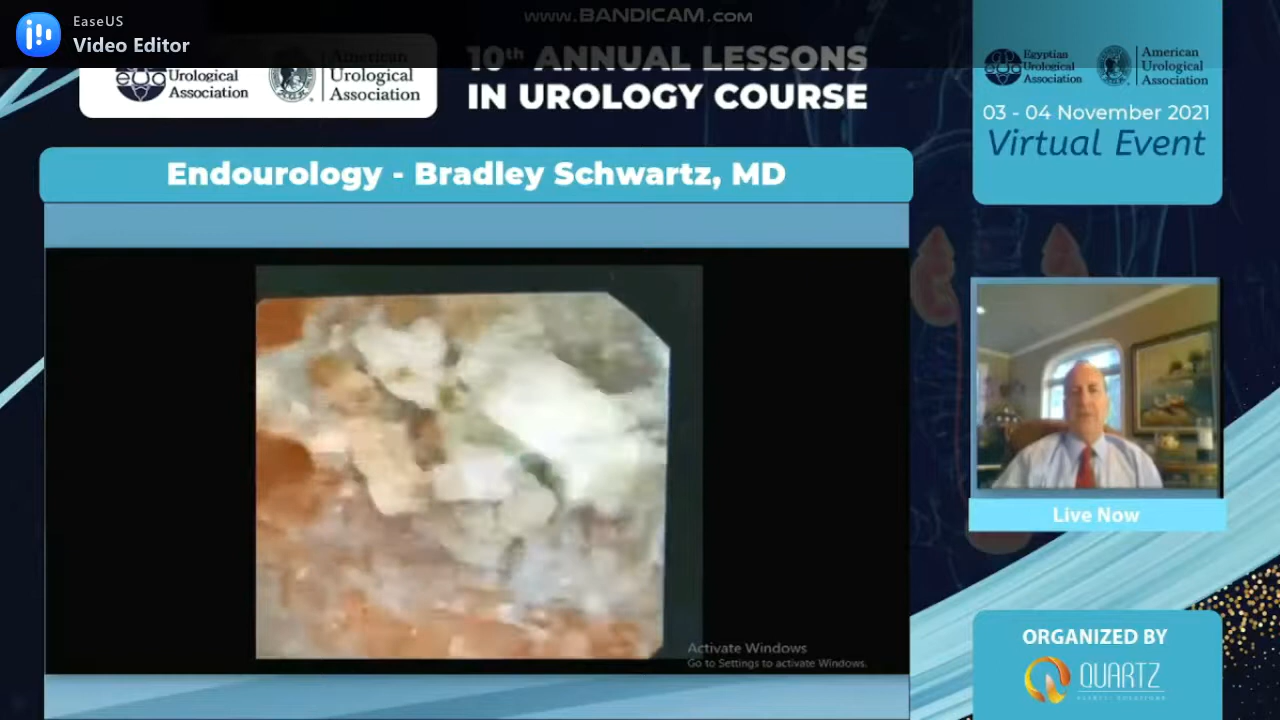 www.BANDICAM.com
EaseUS
Video Editor
Egyptian
Urological
Association
American
Urological
Association
10th ANNUAL LESSONS
IN UROLOGY COURSE
Egyptian
Urological
Association
American
Urological
Association
03 - 04 November 2021
Virtual Event
Endourology - Bradley Schwartz, MD
Live Now
Activate Windows
Go to Settings to activate Windows.
ORGANIZED BY
QUARTZ